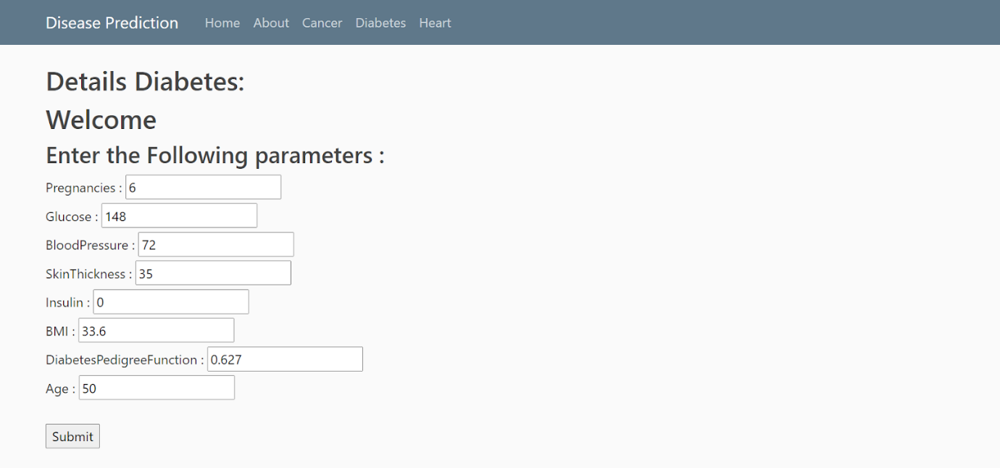 Disease Prediction Home About Cancer Diabetes Heart
Details Diabetes:
Welcome
Enter the Following parameters :
Pregnancies : 6
Glucose : 148
BloodPressure : 72
SkinThickness : 35
Insulin : 0
BMI : 33.6
DiabetesPedigreeFunction : 0.627
Age : 50
Submit